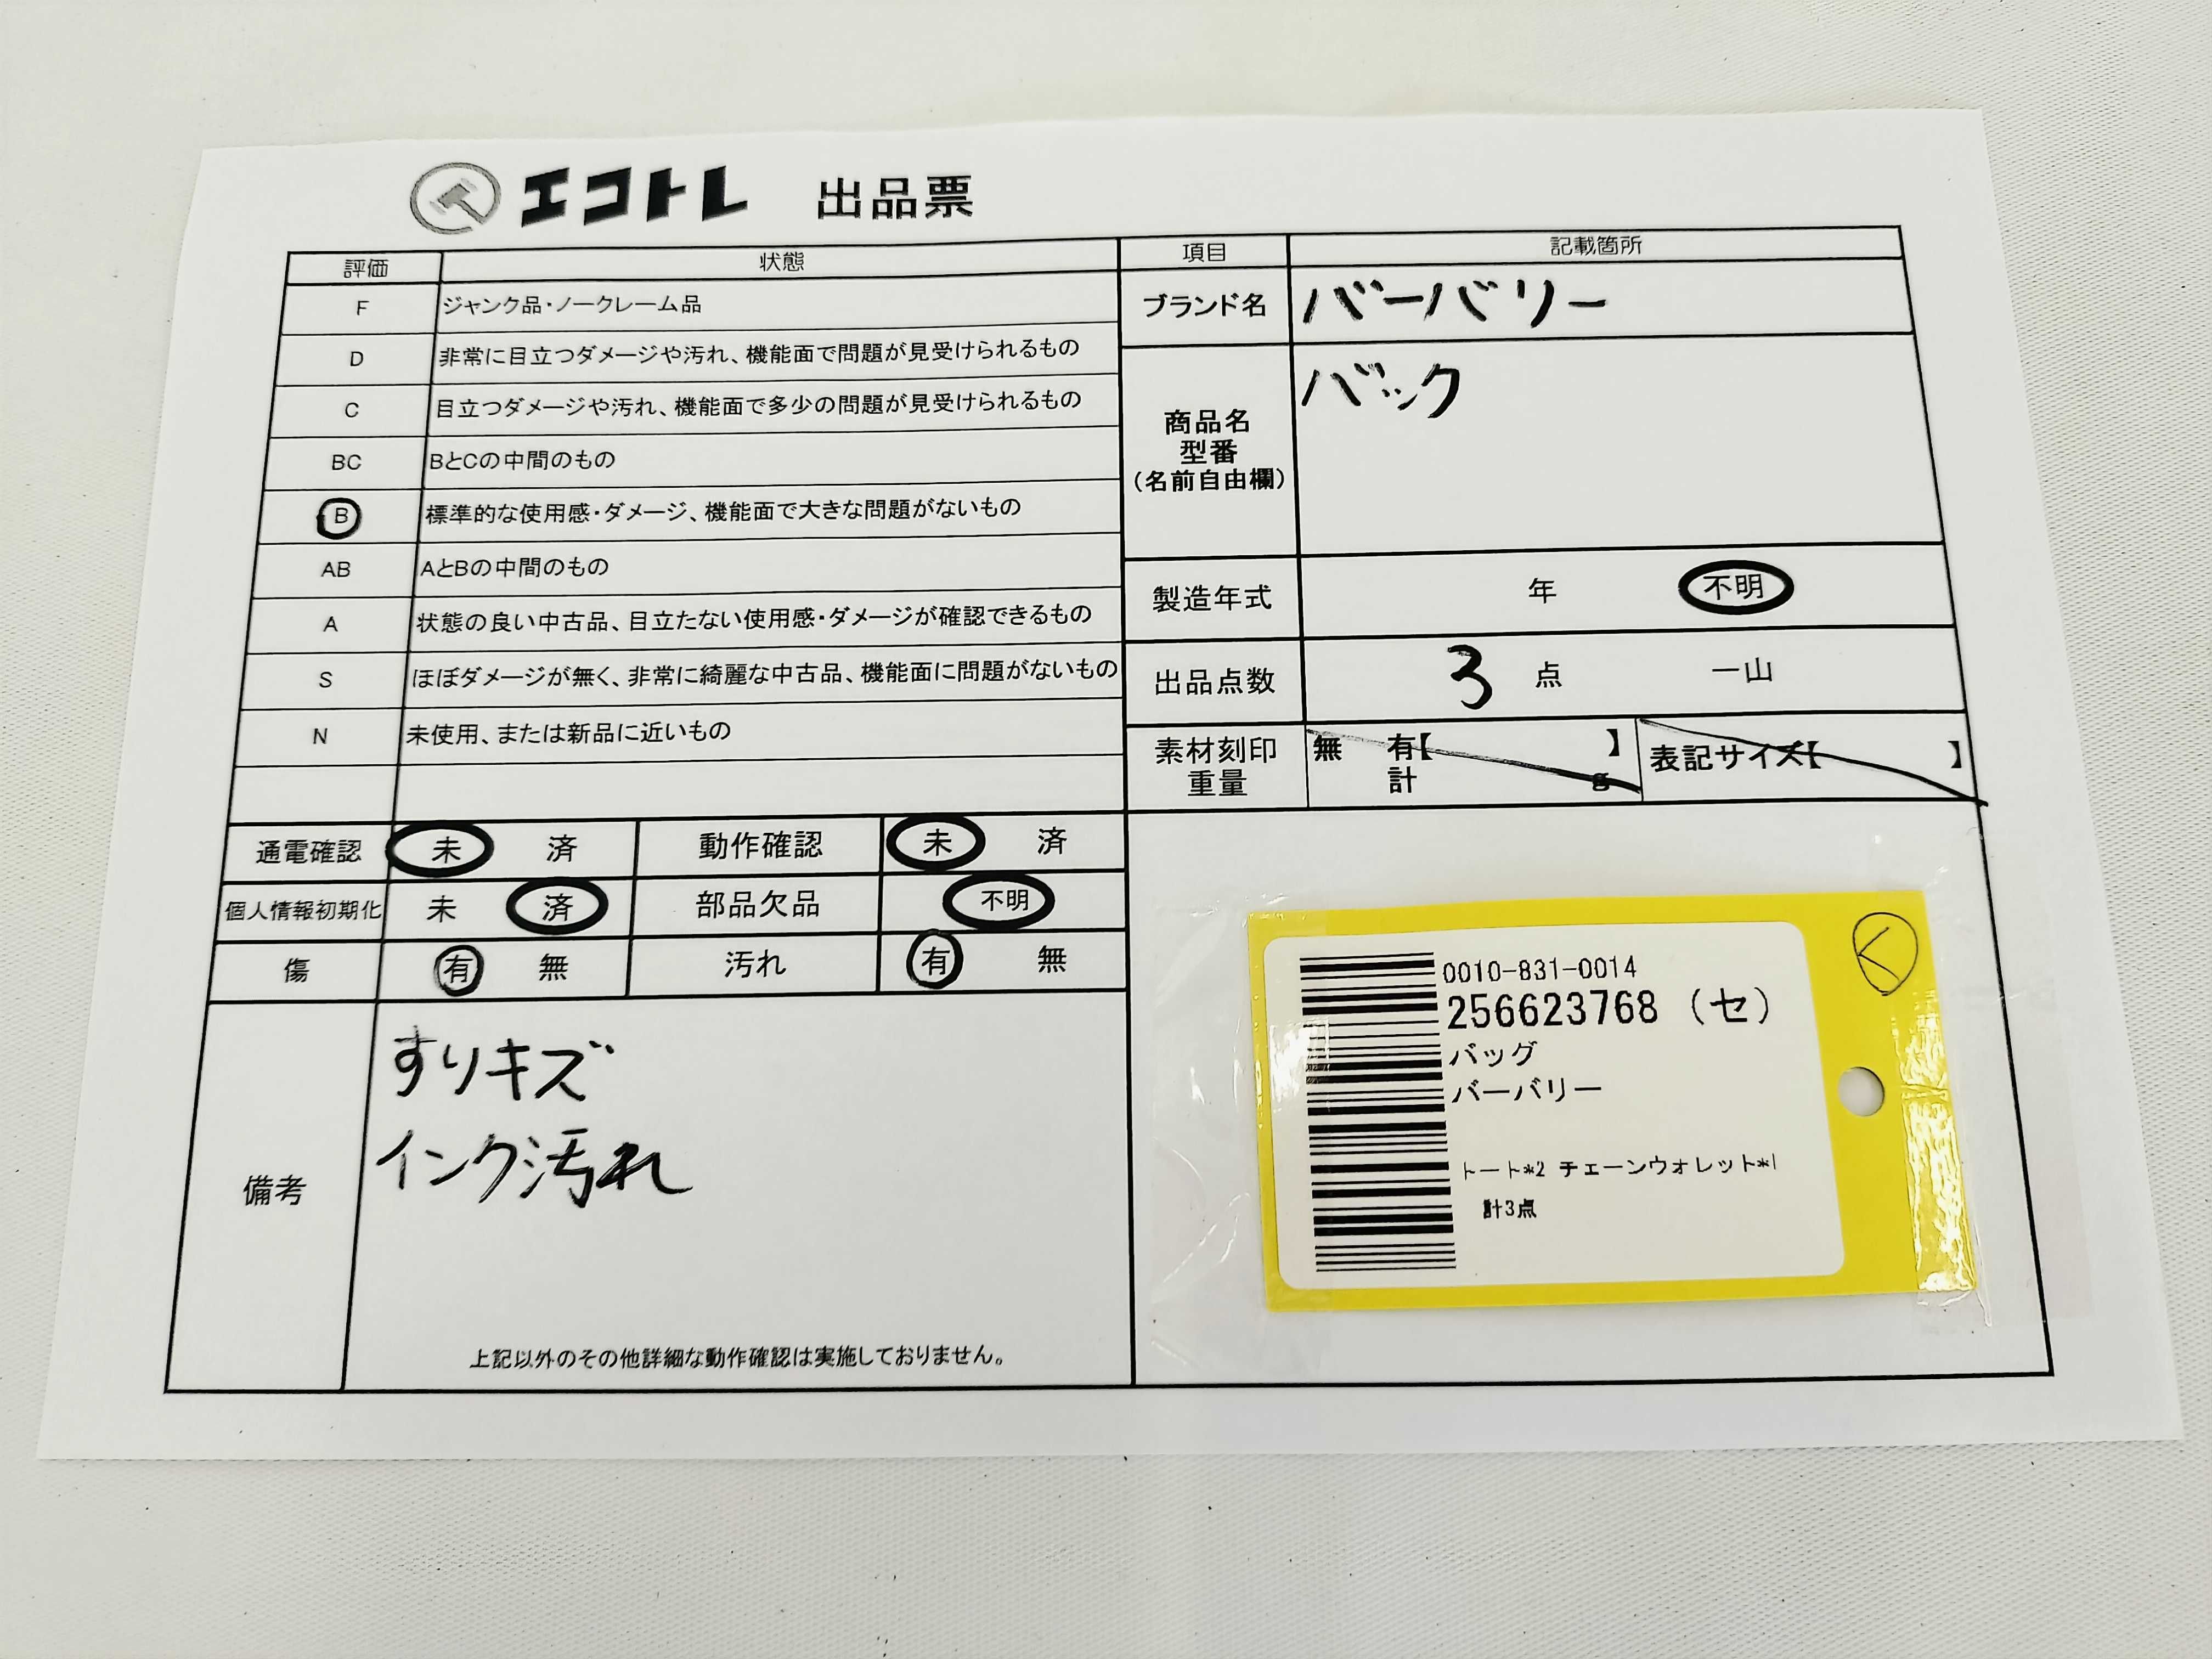 エコトレ 出品票
評価 状態
F ジャンク品・ノークレーム品
D 非常に目立つダメージや汚れ、機能面で問題が見受けられるもの
C 目立つダメージや汚れ、機能面で多少の問題が見受けられるもの
BC BとCの中間のもの
B 標準的な使用感・ダメージ、機能面で大きな問題がないもの
AB AとBの中間のもの
A 状態の良い中古品、目立たない使用感・ダメージが確認できるもの
S ほぼダメージが無く、非常に綺麗な中古品、機能面に問題がないもの
N 未使用、または新品に近いもの
通電確認 未 済 動作確認 未 済
個人情報初期化 未 済 部品欠品 不明
傷 有 無 汚れ 有 無
備考
すりキズ
インク汚れ
上記以外のその他詳細な動作確認は実施しておりません。
項目 記載箇所
ブランド名 バーバリー
商品名
型番
(名前自由欄)
バック
製造年式 年 不明
出品点数 3 点 一山
素材刻印
重量
無 有【 】
計 g
表記サイズ【 】
0010-831-0014
256623768 (セ)
バッグ
バーバリー
トート*2 チェーンウォレット*1
計3点